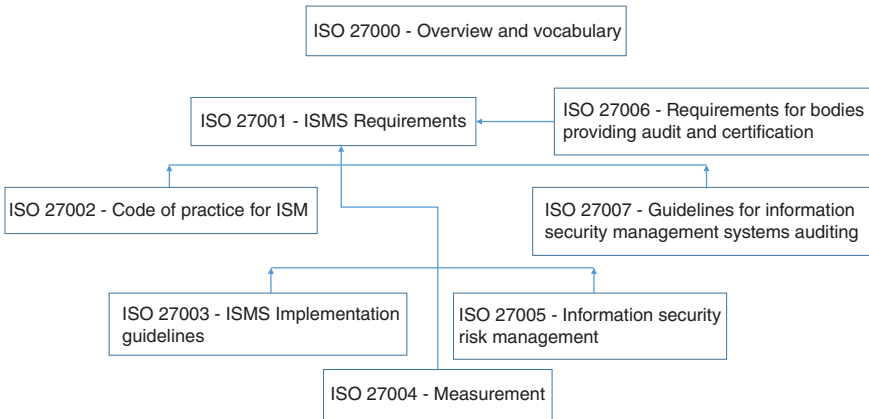 ISO 27000 - Overview and vocabulary
ISO 27001 - ISMS Requirements
ISO 27006 - Requirements for bodies
providing audit and certification
ISO 27002 - Code of practice for ISM
ISO 27007 - Guidelines for information
security management systems auditing
ISO 27003 - ISMS Implementation
guidelines
ISO 27005 - Information security
risk management
ISO 27004 - Measurement